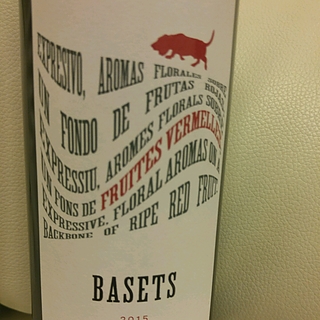 EXPRESIVO, AROMAS FLORALES SOBRE
UN FONDO DE FRUTAS ROJAS
EXPRESSIU, AROMES FLORALS SOBRE
UN FONS DE FRUITES VERMELLES
EXPRESSIVE, FLORAL AROMAS ON A
BACKBONE OF RIPE RED FRUIT
BASETS
2015